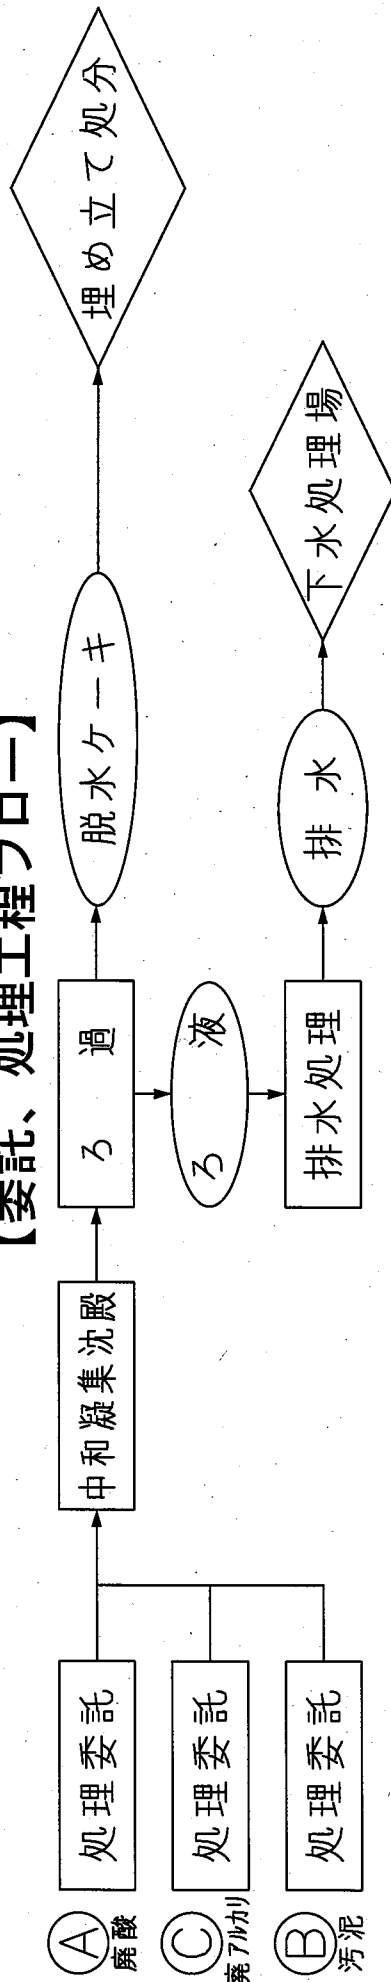 【委託、処理工程フロー】
A
廃酸
処理委託
中和凝集沈殿
ろ過
脱水ケーキ
埋め立て処分
C
廃アルカリ
処理委託
ろ液
B
汚泥
処理委託
排水処理
排水
下水処理場